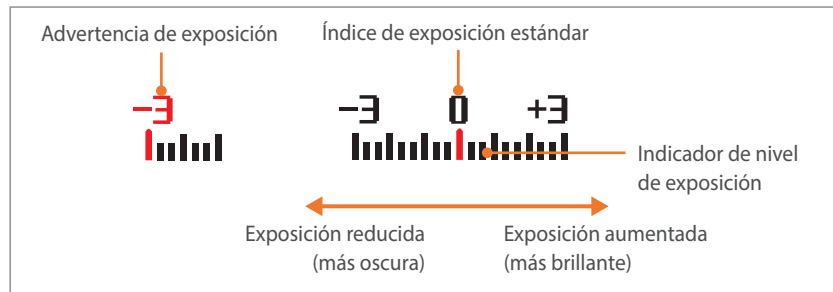 Advertencia de exposición
Índice de exposición estándar
-3
-3 0 +3
Indicador de nivel
de exposición
Exposición reducida
(más oscura)
Exposición aumentada
(más brillante)